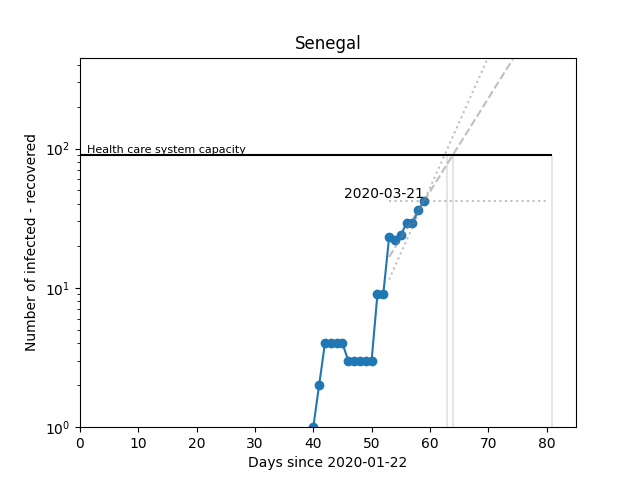 Senegal
Number of infected - recovered
10²
10¹
10⁰
Health care system capacity
2020-03-21
0 10 20 30 40 50 60 70 80
Days since 2020-01-22